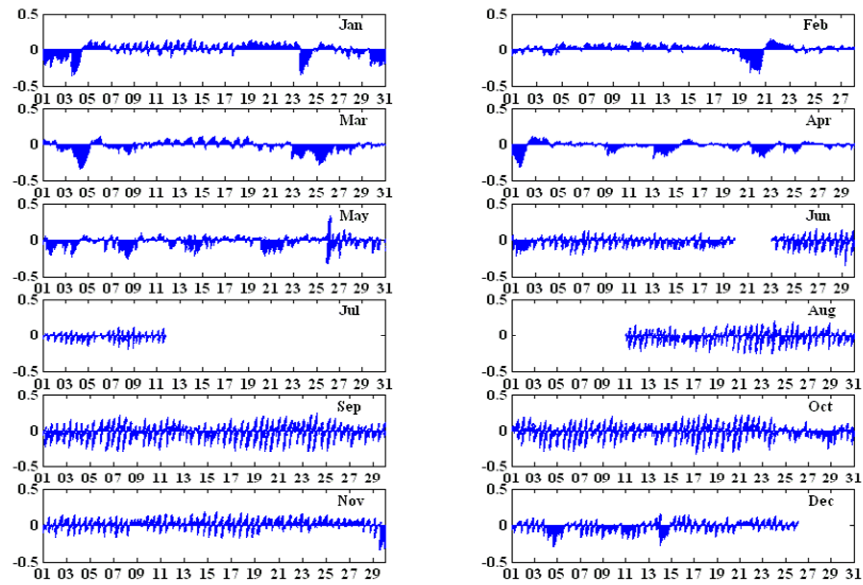 0.5 Jan 0.5 Feb
0 0
-0.5 -0.5
01 03 05 07 09 11 13 15 17 19 21 23 25 27 29 31 01 03 05 07 09 11 13 15 17 19 21 23 25 27
0.5 Mar 0.5 Apr
0 0
-0.5 -0.5
01 03 05 07 09 11 13 15 17 19 21 23 25 27 29 31 01 03 05 07 09 11 13 15 17 19 21 23 25 27 29
0.5 May 0.5 Jun
0 0
-0.5 -0.5
01 03 05 07 09 11 13 15 17 19 21 23 25 27 29 31 01 03 05 07 09 11 13 15 17 19 21 23 25 27 29
0.5 Jul 0.5 Aug
0 0
-0.5 -0.5
01 03 05 07 09 11 13 15 17 19 21 23 25 27 29 31 01 03 05 07 09 11 13 15 17 19 21 23 25 27 29 31
0.5 Sep 0.5 Oct
0 0
-0.5 -0.5
01 03 05 07 09 11 13 15 17 19 21 23 25 27 29 01 03 05 07 09 11 13 15 17 19 21 23 25 27 29 31
0.5 Nov 0.5 Dec
0 0
-0.5 -0.5
01 03 05 07 09 11 13 15 17 19 21 23 25 27 29 01 03 05 07 09 11 13 15 17 19 21 23 25 27 29 31